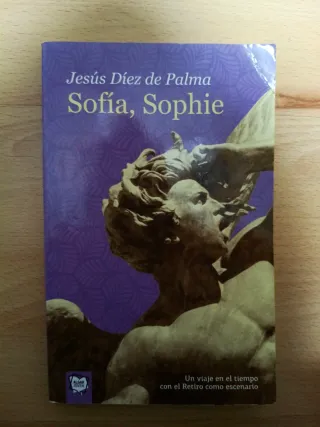 Jesús Díez de Palma
Sofía, Sophie
Un viaje en el tiempo
con el Retiro como escenario